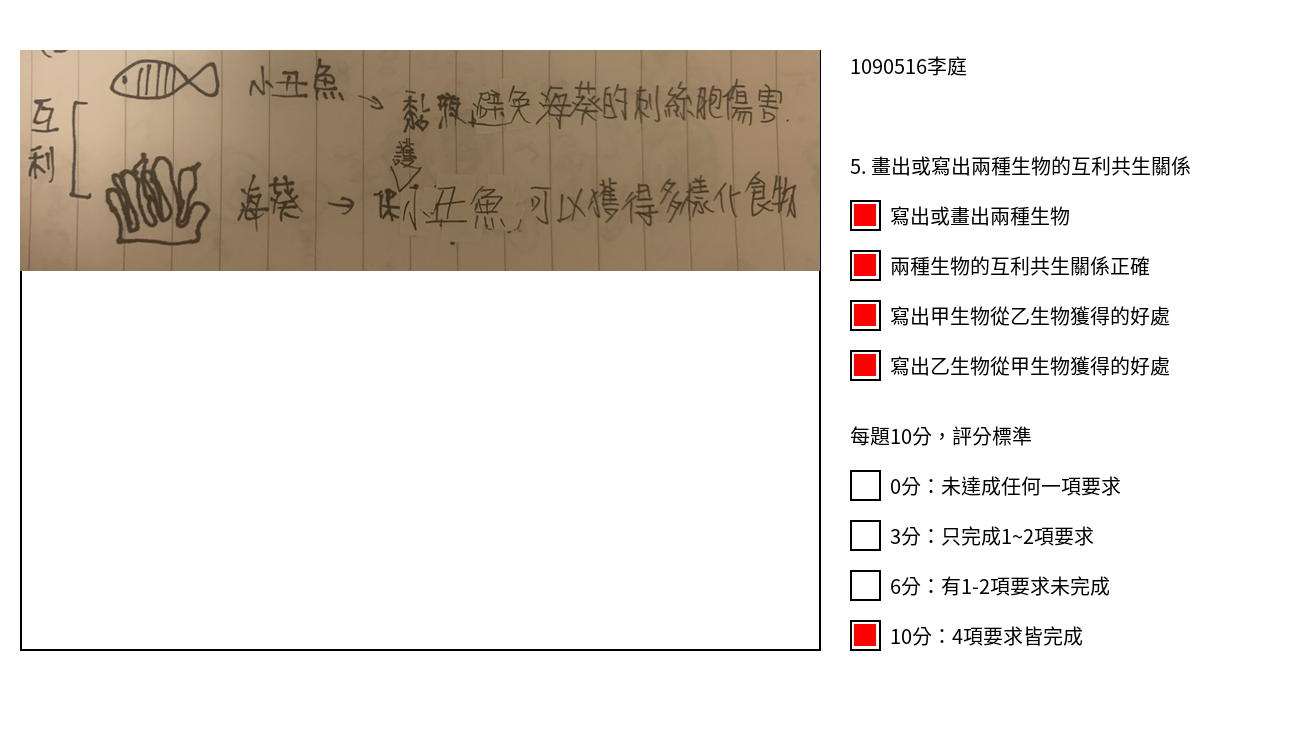 互利
小丑魚 → 黏液,避免海葵的刺絲胞傷害.
海葵 → 保護小丑魚,可以獲得多樣化食物
1090516李庭
5. 畫出或寫出兩種生物的互利共生關係
寫出或畫出兩種生物
兩種生物的互利共生關係正確
寫出甲生物從乙生物獲得的好處
寫出乙生物從甲生物獲得的好處
每題10分，評分標準
0分：未達成任何一項要求
3分：只完成1~2項要求
6分：有1-2項要求未完成
10分：4項要求皆完成